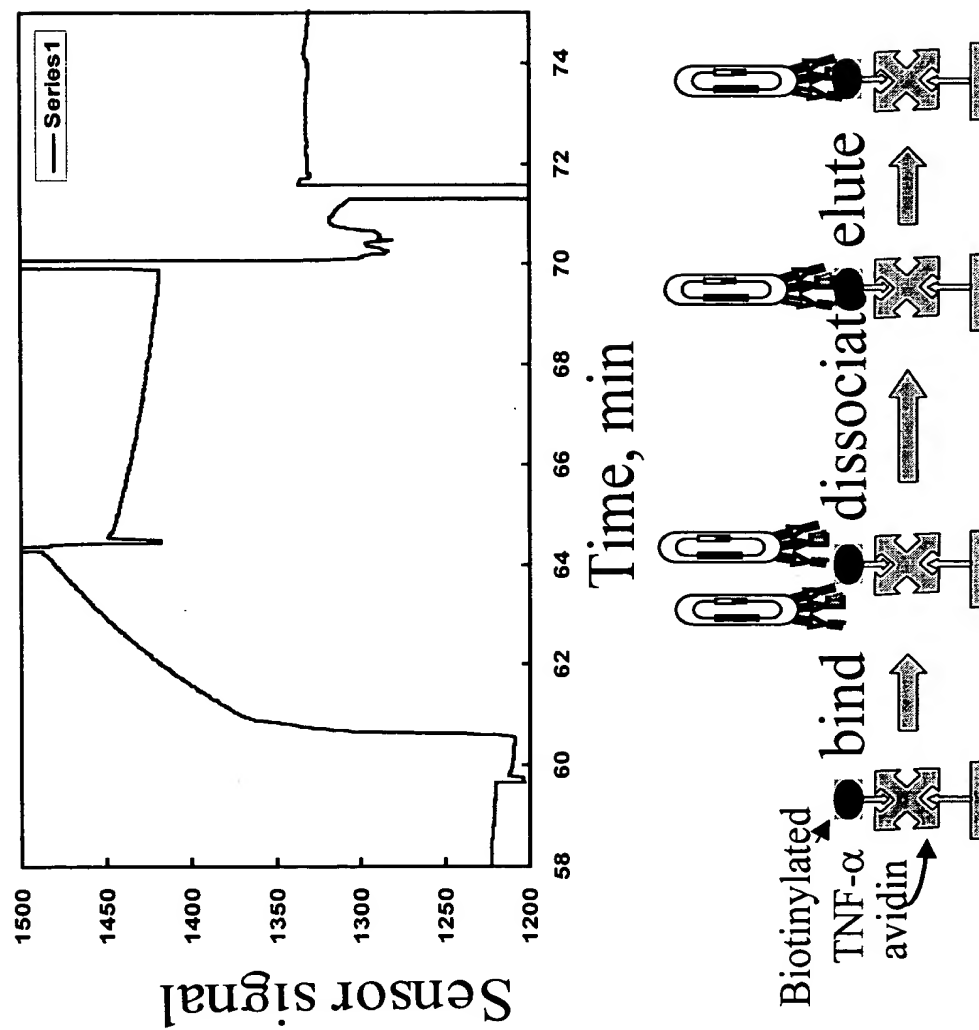 Sensor signal
1500
1450
1400
1350
1300
1250
1200
Series1
58
60
62
64
66
68
70
72
74
Time, min
Biotinylated
TNF-α
avidin
bind
dissociat
elute